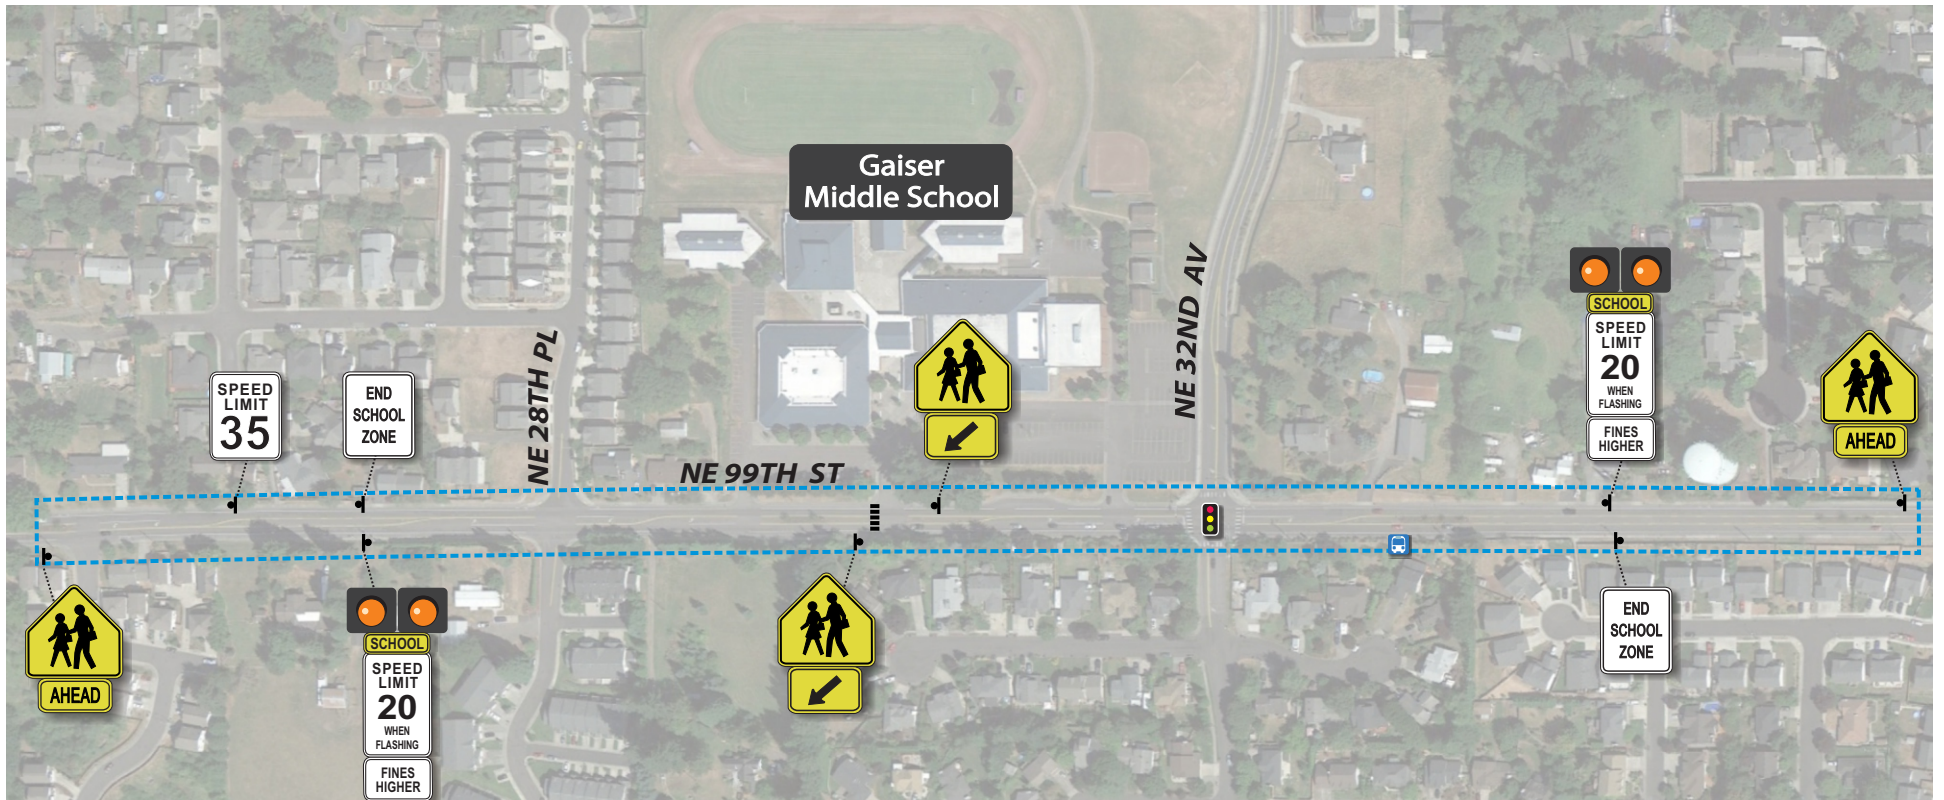 Gaiser
Middle School
NE 32ND AV
NE 28TH PL
NE 99TH ST
SPEED
LIMIT
35
END
SCHOOL
ZONE
SCHOOL
SPEED
LIMIT
20
WHEN
FLASHING
FINES
HIGHER
AHEAD
AHEAD
SCHOOL
SPEED
LIMIT
20
WHEN
FLASHING
FINES
HIGHER
END
SCHOOL
ZONE